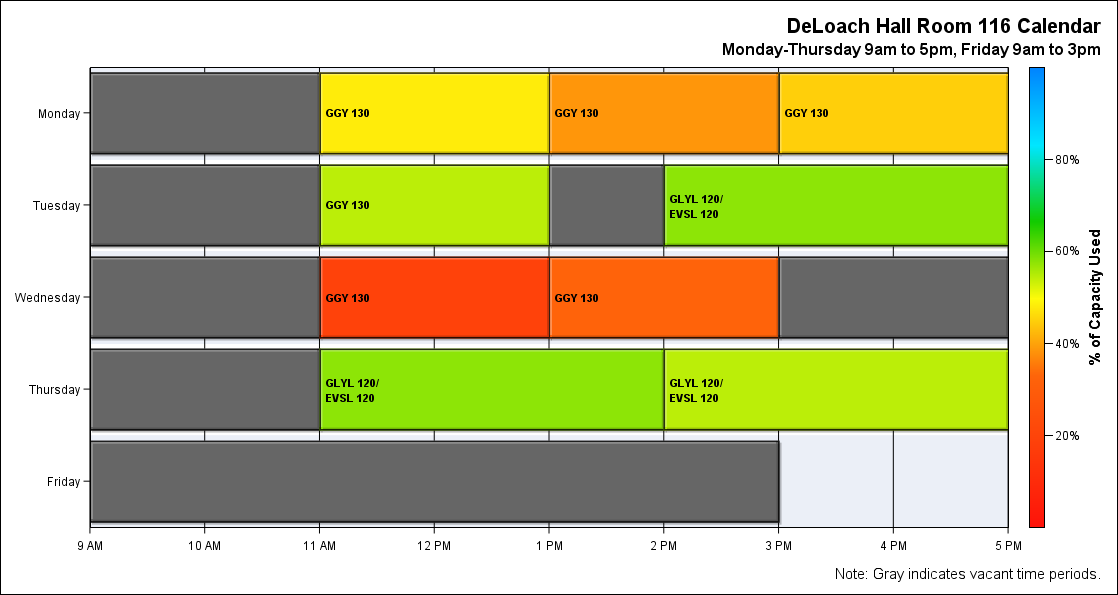 DeLoach Hall Room 116 Calendar
Monday-Thursday 9am to 5pm, Friday 9am to 3pm
Monday
GGY 130
GGY 130
GGY 130
Tuesday
GGY 130
GLYL 120/
EVSL 120
Wednesday
GGY 130
GGY 130
Thursday
GLYL 120/
EVSL 120
GLYL 120/
EVSL 120
Friday
9 AM
10 AM
11 AM
12 PM
1 PM
2 PM
3 PM
4 PM
5 PM
80%
60%
40%
20%
% of Capacity Used
Note: Gray indicates vacant time periods.